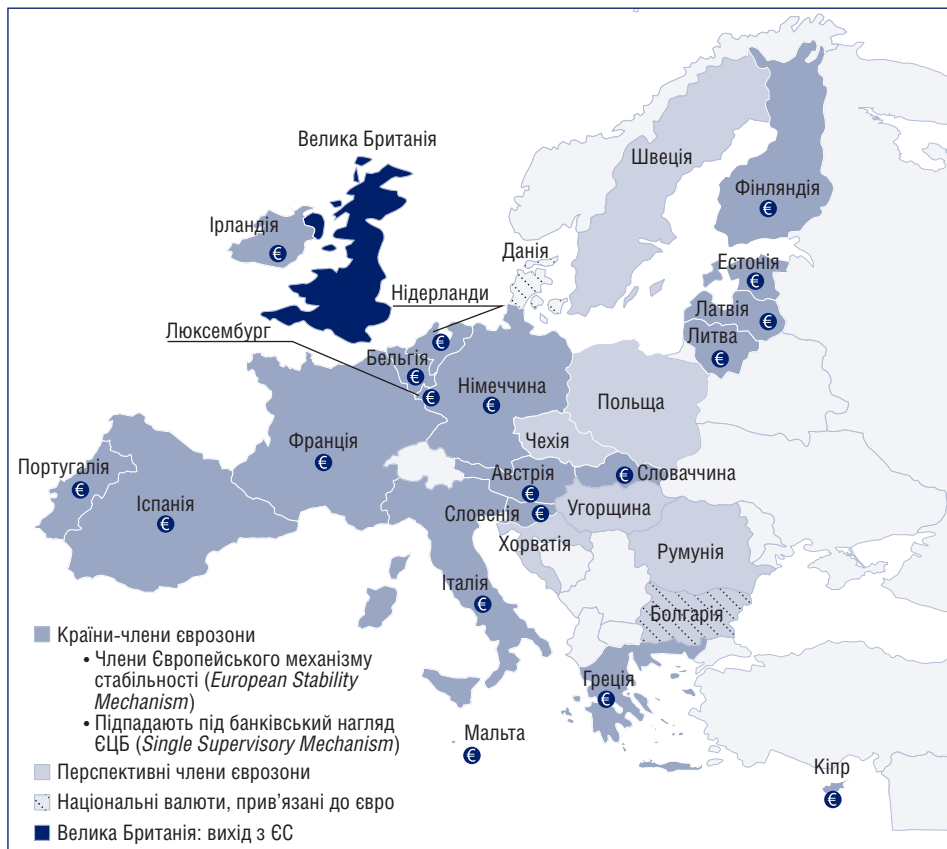 Велика Британія
Швеція
Фінляндія
€
Ірландія
€
Данія
Естонія
€
Нідерланди
Латвія
€
Люксембург
Литва
€
€
Бельгія
€
€
Німеччина
€
Польща
Франція
€
Чехія
Португалія
€
Австрія
€
€ Словаччина
Іспанія
€
Словенія €
Угорщина
Хорватія
Румунія
Італія
€
Болгарія
Греція
€
Мальта
€
Кіпр
€
Країни-члени єврозони
• Члени Європейського механізму
стабільності (European Stability
Mechanism)
• Підпадають під банківський нагляд
ЄЦБ (Single Supervisory Mechanism)
Перспективні члени єврозони
Національні валюти, прив’язані до євро
Велика Британія: вихід з ЄС